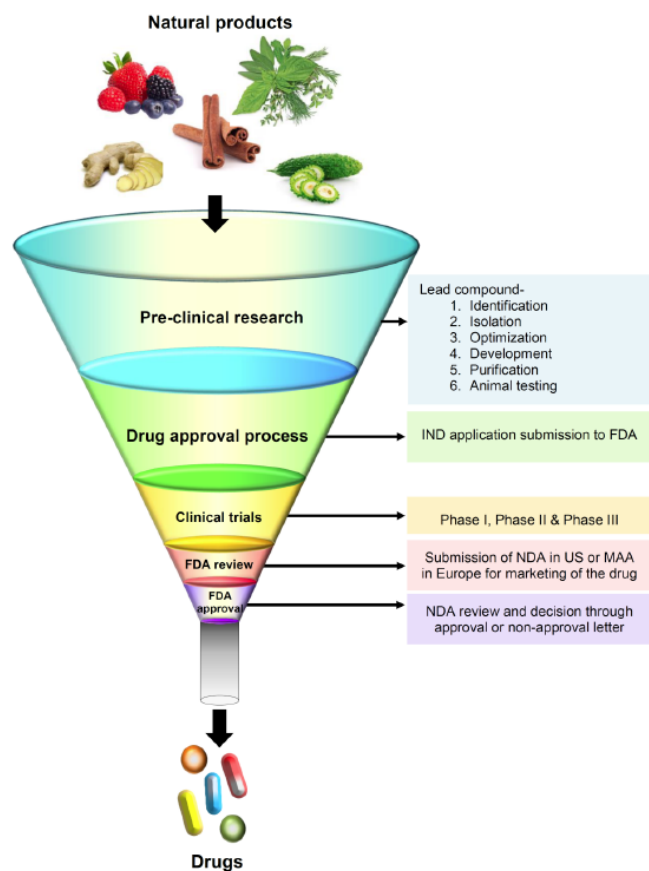 Natural products
Pre-clinical research
Lead compound-
1. Identification
2. Isolation
3. Optimization
4. Development
5. Purification
6. Animal testing
Drug approval process
IND application submission to FDA
Clinical trials
Phase I, Phase II & Phase III
FDA review
Submission of NDA in US or MAA
in Europe for marketing of the drug
FDA
approval
NDA review and decision through
approval or non-approval letter
Drugs